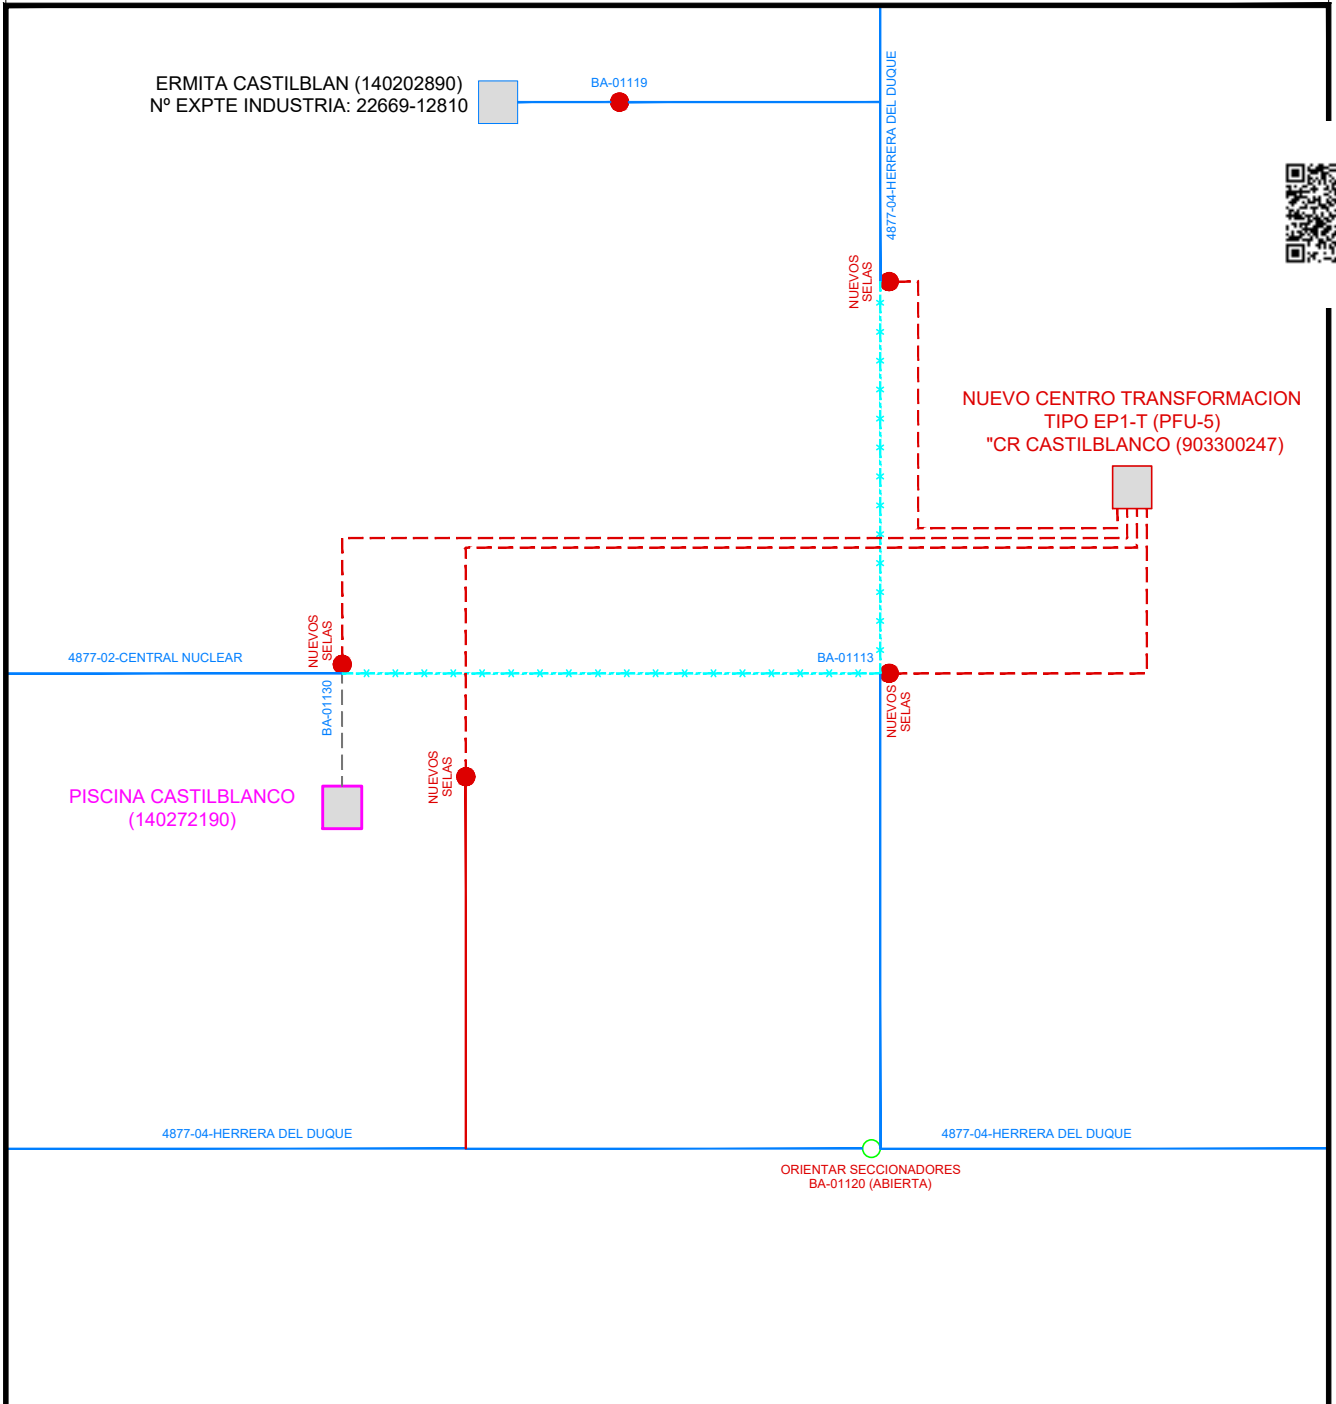 ERMITA CASTILBLAN (140202890)
Nº EXPTE INDUSTRIA: 22669-12810
BA-01119
4877-04-HERRERA DEL DUQUE
NUEVOS
SELAS
NUEVO CENTRO TRANSFORMACION
TIPO EP1-T (PFU-5)
"CR CASTILBLANCO (903300247)
NUEVOS
SELAS
4877-02-CENTRAL NUCLEAR
BA-01113
BA-01130
NUEVOS
SELAS
NUEVOS
SELAS
PISCINA CASTILBLANCO
(140272190)
4877-04-HERRERA DEL DUQUE
4877-04-HERRERA DEL DUQUE
ORIENTAR SECCIONADORES
BA-01120 (ABIERTA)